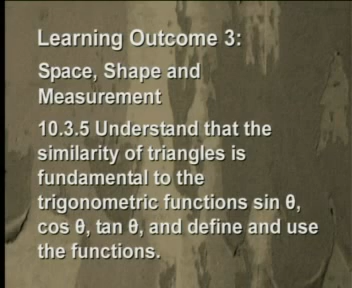 Learning Outcome 3:
Space, Shape and
Measurement
10.3.5 Understand that the
similarity of triangles is
fundamental to the
trigonometric functions sin θ,
cos θ, tan θ, and define and use
the functions.